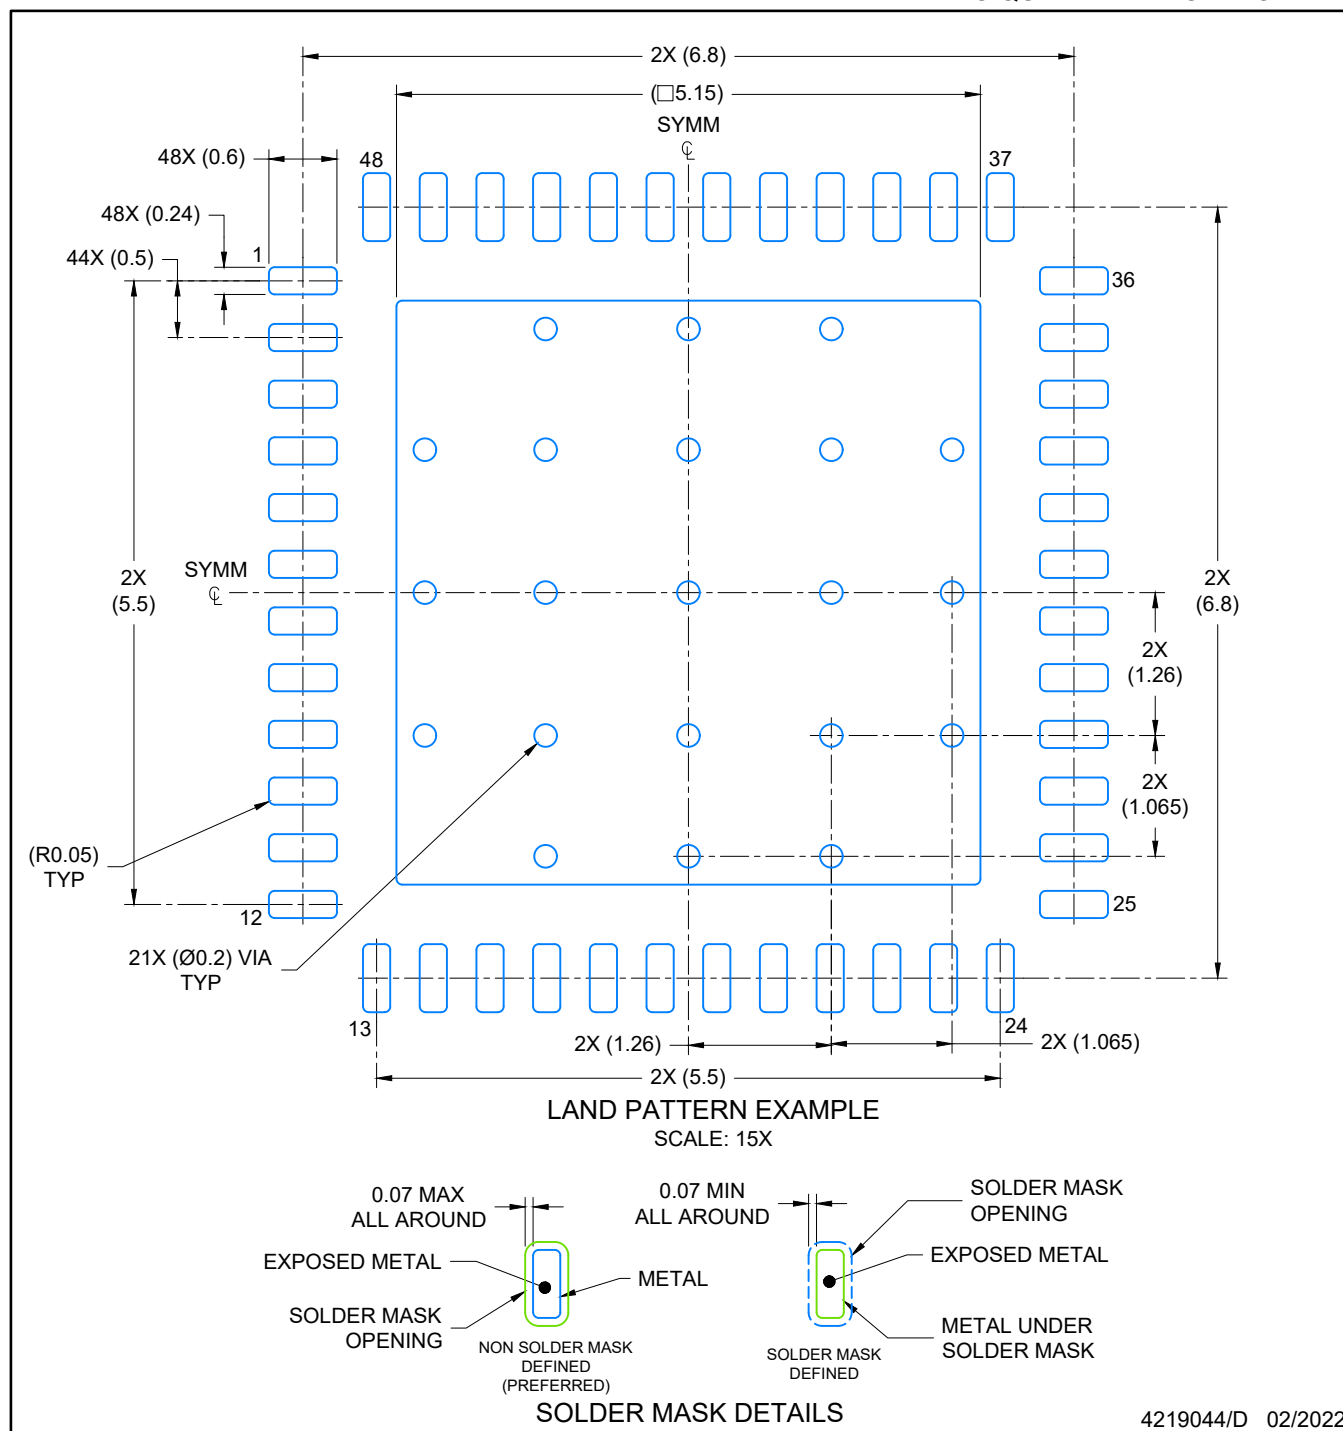 2X (6.8)
(□5.15)
SYMM
℄
48X (0.6)
48
37
48X (0.24)
1
44X (0.5)
36
SYMM
℄
2X
(5.5)
2X
(6.8)
2X
(1.26)
2X
(1.065)
(R0.05)
TYP
12
25
21X (Ø0.2) VIA
TYP
13
24
2X (1.26)
2X (1.065)
2X (5.5)
LAND PATTERN EXAMPLE
SCALE: 15X
0.07 MAX
ALL AROUND
EXPOSED METAL
METAL
SOLDER MASK
OPENING
NON SOLDER MASK
DEFINED
(PREFERRED)
0.07 MIN
ALL AROUND
SOLDER MASK
OPENING
EXPOSED METAL
METAL UNDER
SOLDER MASK
SOLDER MASK
DEFINED
SOLDER MASK DETAILS
4219044/D 02/2022